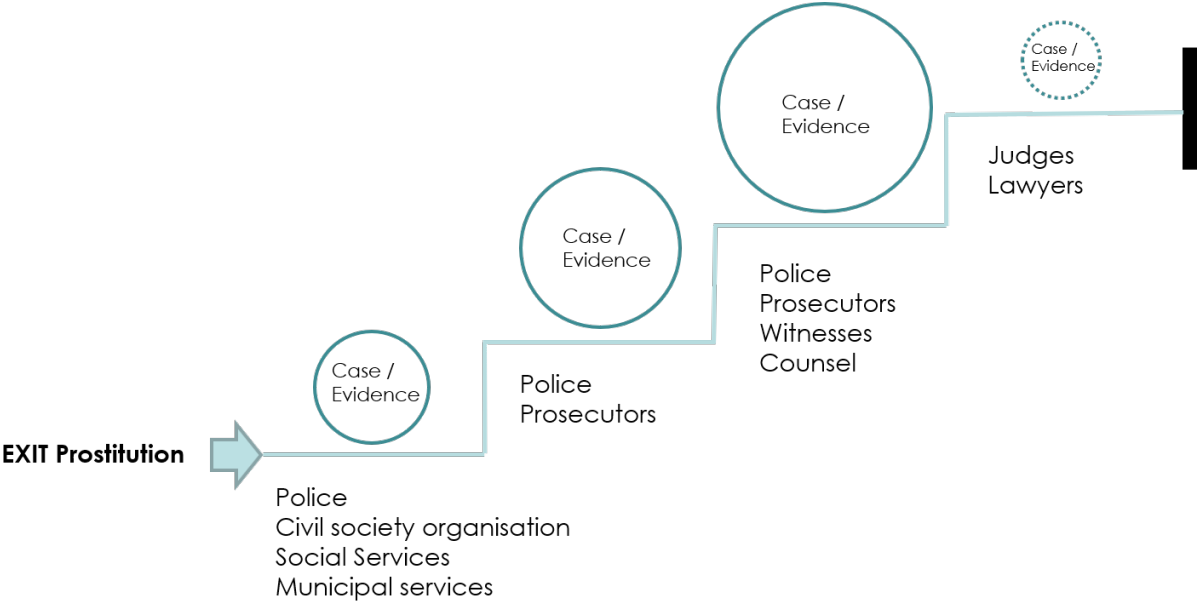 EXIT Prostitution
Case /
Evidence
Police
Civil society organisation
Social Services
Municipal services
Case /
Evidence
Police
Prosecutors
Case /
Evidence
Police
Prosecutors
Witnesses
Counsel
Case /
Evidence
Judges
Lawyers